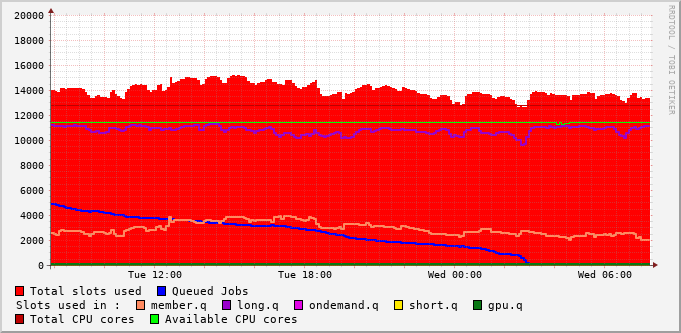 20000
18000
16000
14000
12000
10000
8000
6000
4000
2000
0
Tue 12:00 Tue 18:00 Wed 00:00 Wed 06:00
Total slots used Queued Jobs
Slots used in : member.q long.q ondemand.q short.q gpu.q
Total CPU cores Available CPU cores
RRDTOOL / TOBI OETIKER